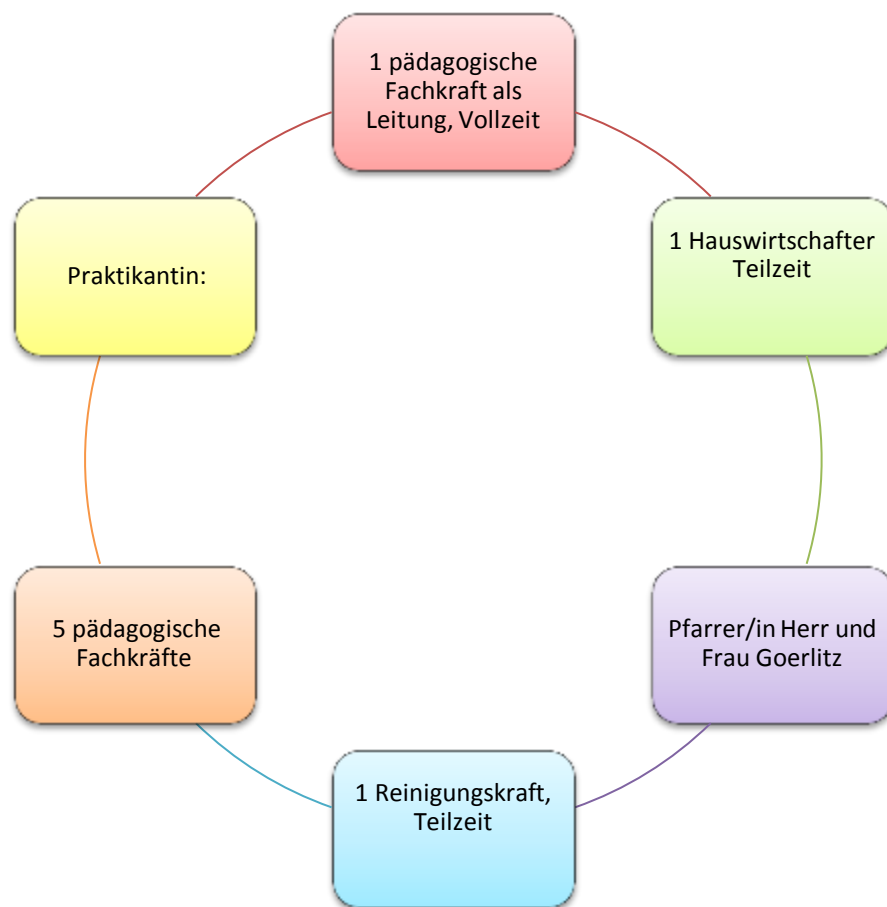 1 pädagogische
Fachkraft als
Leitung, Vollzeit
1 Hauswirtschafter
Teilzeit
Pfarrer/in Herr und
Frau Goerlitz
1 Reinigungskraft,
Teilzeit
5 pädagogische
Fachkräfte
Praktikantin: